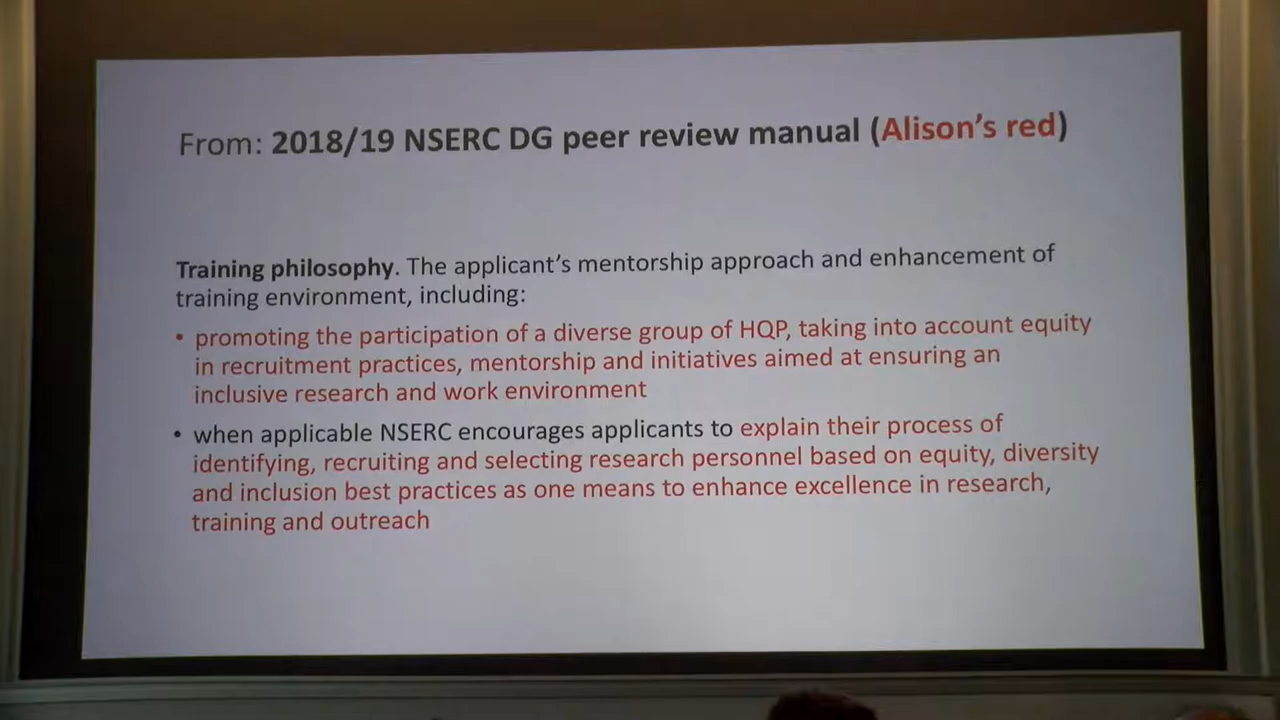 From: 2018/19 NSERC DG peer review manual (Alison's red)
Training philosophy. The applicant's mentorship approach and enhancement of
training environment, including:
• promoting the participation of a diverse group of HQP, taking into account equity
in recruitment practices, mentorship and initiatives aimed at ensuring an
inclusive research and work environment
• when applicable NSERC encourages applicants to explain their process of
identifying, recruiting and selecting research personnel based on equity, diversity
and inclusion best practices as one means to enhance excellence in research,
training and outreach